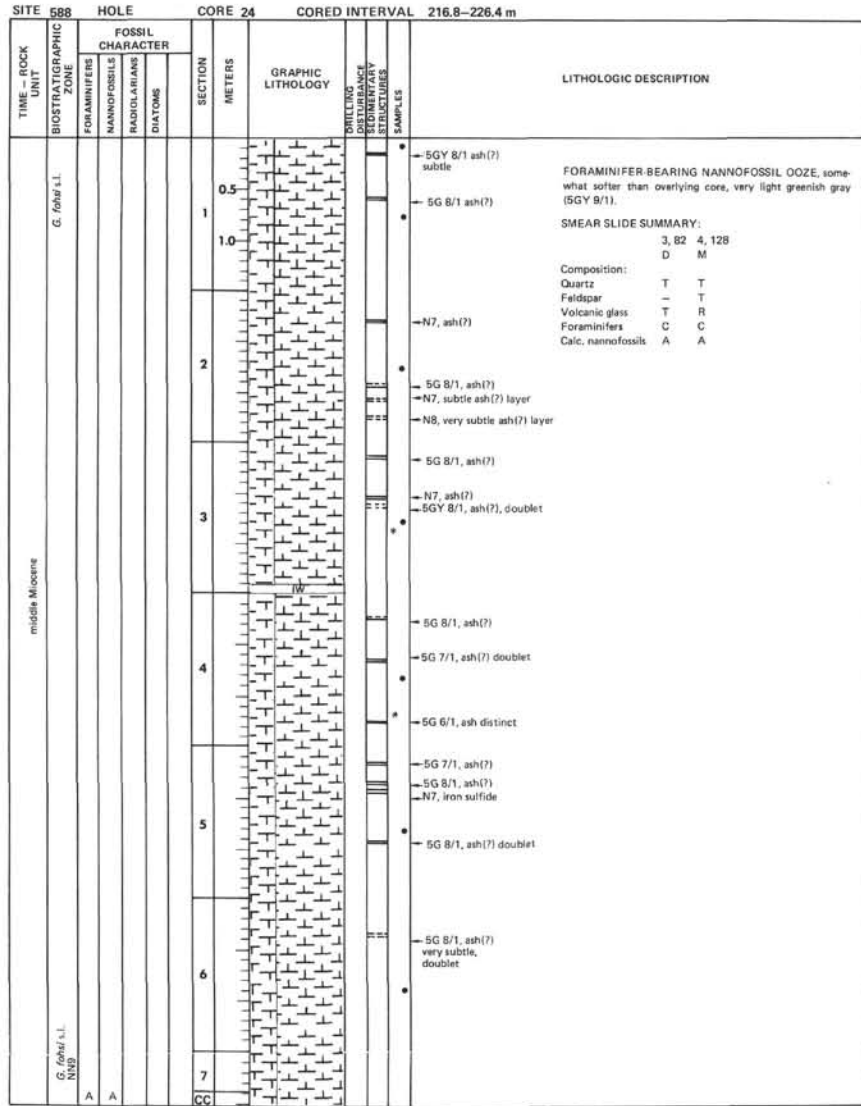 SITE 588 HOLE CORE 24 CORED INTERVAL 216.8–226.4 m
TIME – ROCK UNIT
BIOSTRATIGRAPHIC ZONE
FOSSIL CHARACTER
FORAMINIFERS
NANNOFOSSILS
RADIOLARIANS
DIATOMS
SECTION
METERS
GRAPHIC LITHOLOGY
DRILLING DISTURBANCE
SEDIMENTARY STRUCTURES
SAMPLES
LITHOLOGIC DESCRIPTION
middle Miocene
G. fohsi s.l.
G. fohsi s.l.
NN9
A A
1
0.5
1.0
2
3
IW
4
5
6
7
CC
5GY 8/1 ash(?)
subtle
5G 8/1 ash(?)
N7, ash(?)
5G 8/1, ash(?)
N7, subtle ash(?) layer
N8, very subtle ash(?) layer
5G 8/1, ash(?)
N7, ash(?)
5GY 8/1, ash(?), doublet
5G 8/1, ash(?)
5G 7/1, ash(?) doublet
5G 6/1, ash distinct
5G 7/1, ash(?)
5G 8/1, ash(?)
N7, iron sulfide
5G 8/1, ash(?) doublet
5G 8/1, ash(?)
very subtle,
doublet
FORAMINIFER-BEARING NANNOFOSSIL OOZE, some-
what softer than overlying core, very light greenish gray
(5GY 9/1).
SMEAR SLIDE SUMMARY:
3, 82 4, 128
D M
Composition:
Quartz T T
Feldspar – T
Volcanic glass T R
Foraminifers C C
Calc. nannofossils A A